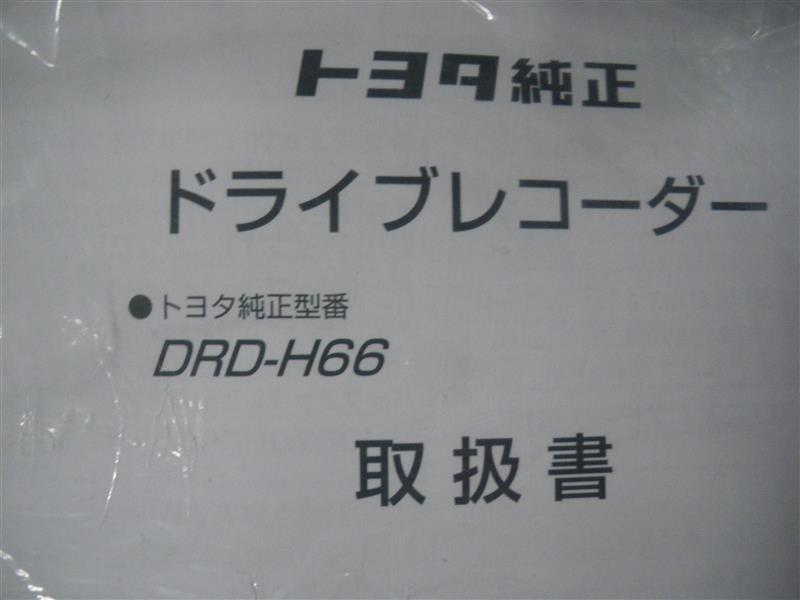 トヨタ純正
ドライブレコーダー
●トヨタ純正型番
DRD-H66
取扱書